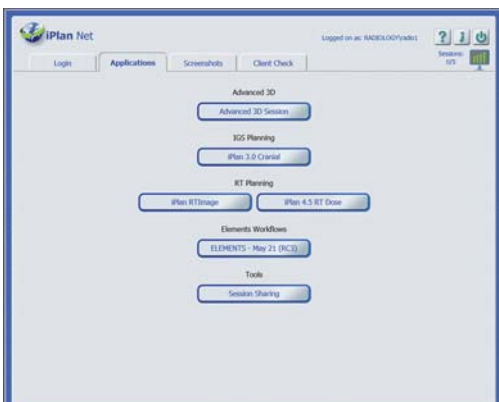 iPlan Net
Logged on as: RADIOLOGY\rado1
Sessions: 0/5
Login
Applications
Screenshots
Client Check
Advanced 3D
Advanced 3D Session
IGS Planning
iPlan 3.0 Cranial
RT Planning
iPlan RTImage
iPlan 4.5 RT Dose
Elements Workflows
ELEMENTS - May 21 (RC3)
Tools
Session Sharing